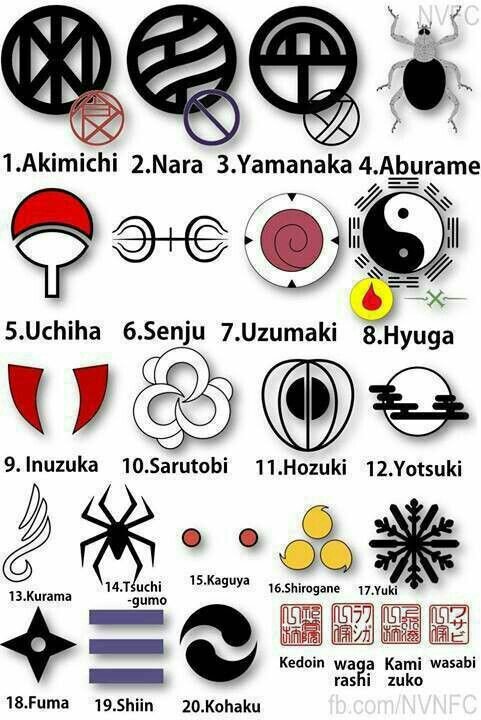 NVFC
1.Akimichi 2.Nara 3.Yamanaka 4.Aburame
5.Uchiha 6.Senju 7.Uzumaki 8.Hyuga
9. Inuzuka 10.Sarutobi 11.Hozuki 12.Yotsuki
13.Kurama 14.Tsuchi 15.Kaguya 16.Shirogane 17.Yuki
-gumo
18.Fuma 19.Shiin 20.Kohaku Kedoin waga Kami wasabi
rashi zuko
fb.com/NVNFC